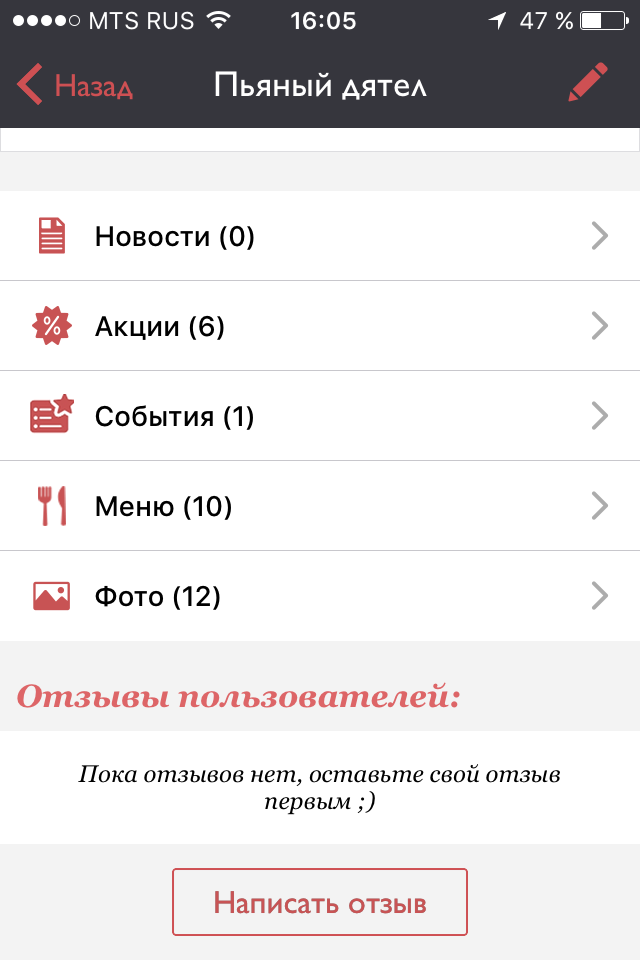 MTS RUS 16:05 47 %
Назад Пьяный дятел
Новости (0)
Акции (6)
События (1)
Меню (10)
Фото (12)
Отзывы пользователей:
Пока отзывов нет, оставьте свой отзыв
первым ;)
Написать отзыв